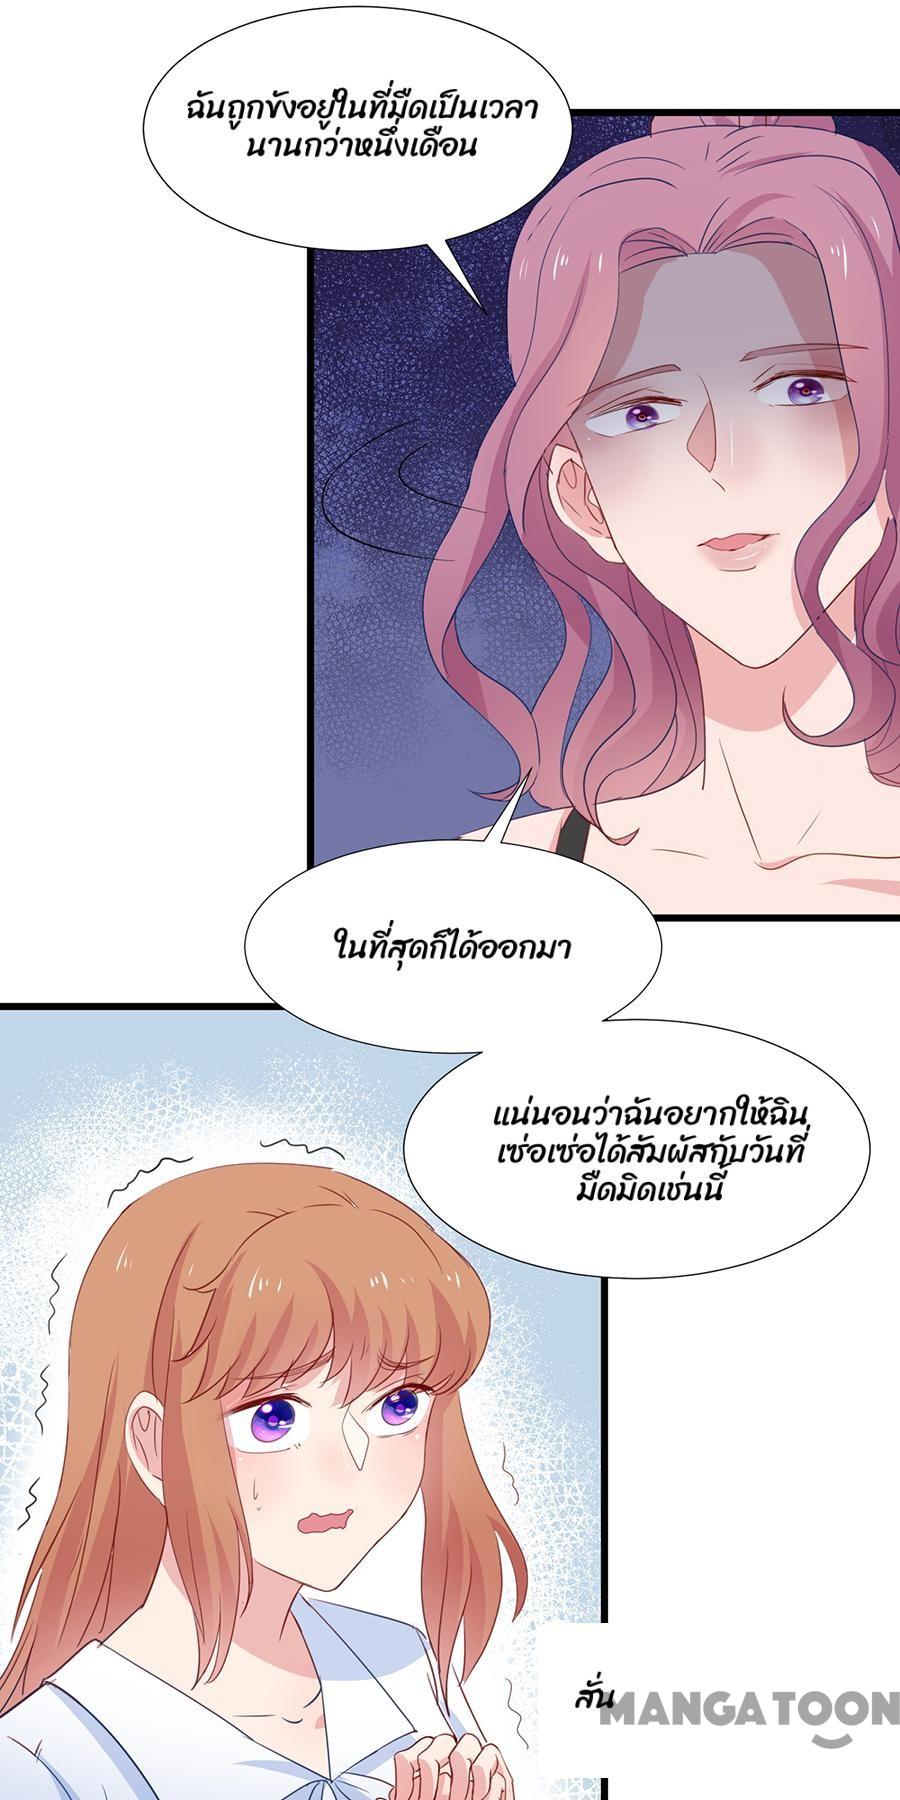 ฉันถูกขังอยู่ในที่มืดเป็นเวลา
นานกว่าหนึ่งเดือน
ในที่สุดก็ได้ออกมา
แน่นอนว่าฉันอยากให้ฉิน
เซ่อเซ่อได้สัมผัสกับวันที่
มืดมิดเช่นนี้
สั่น
MANGATOON